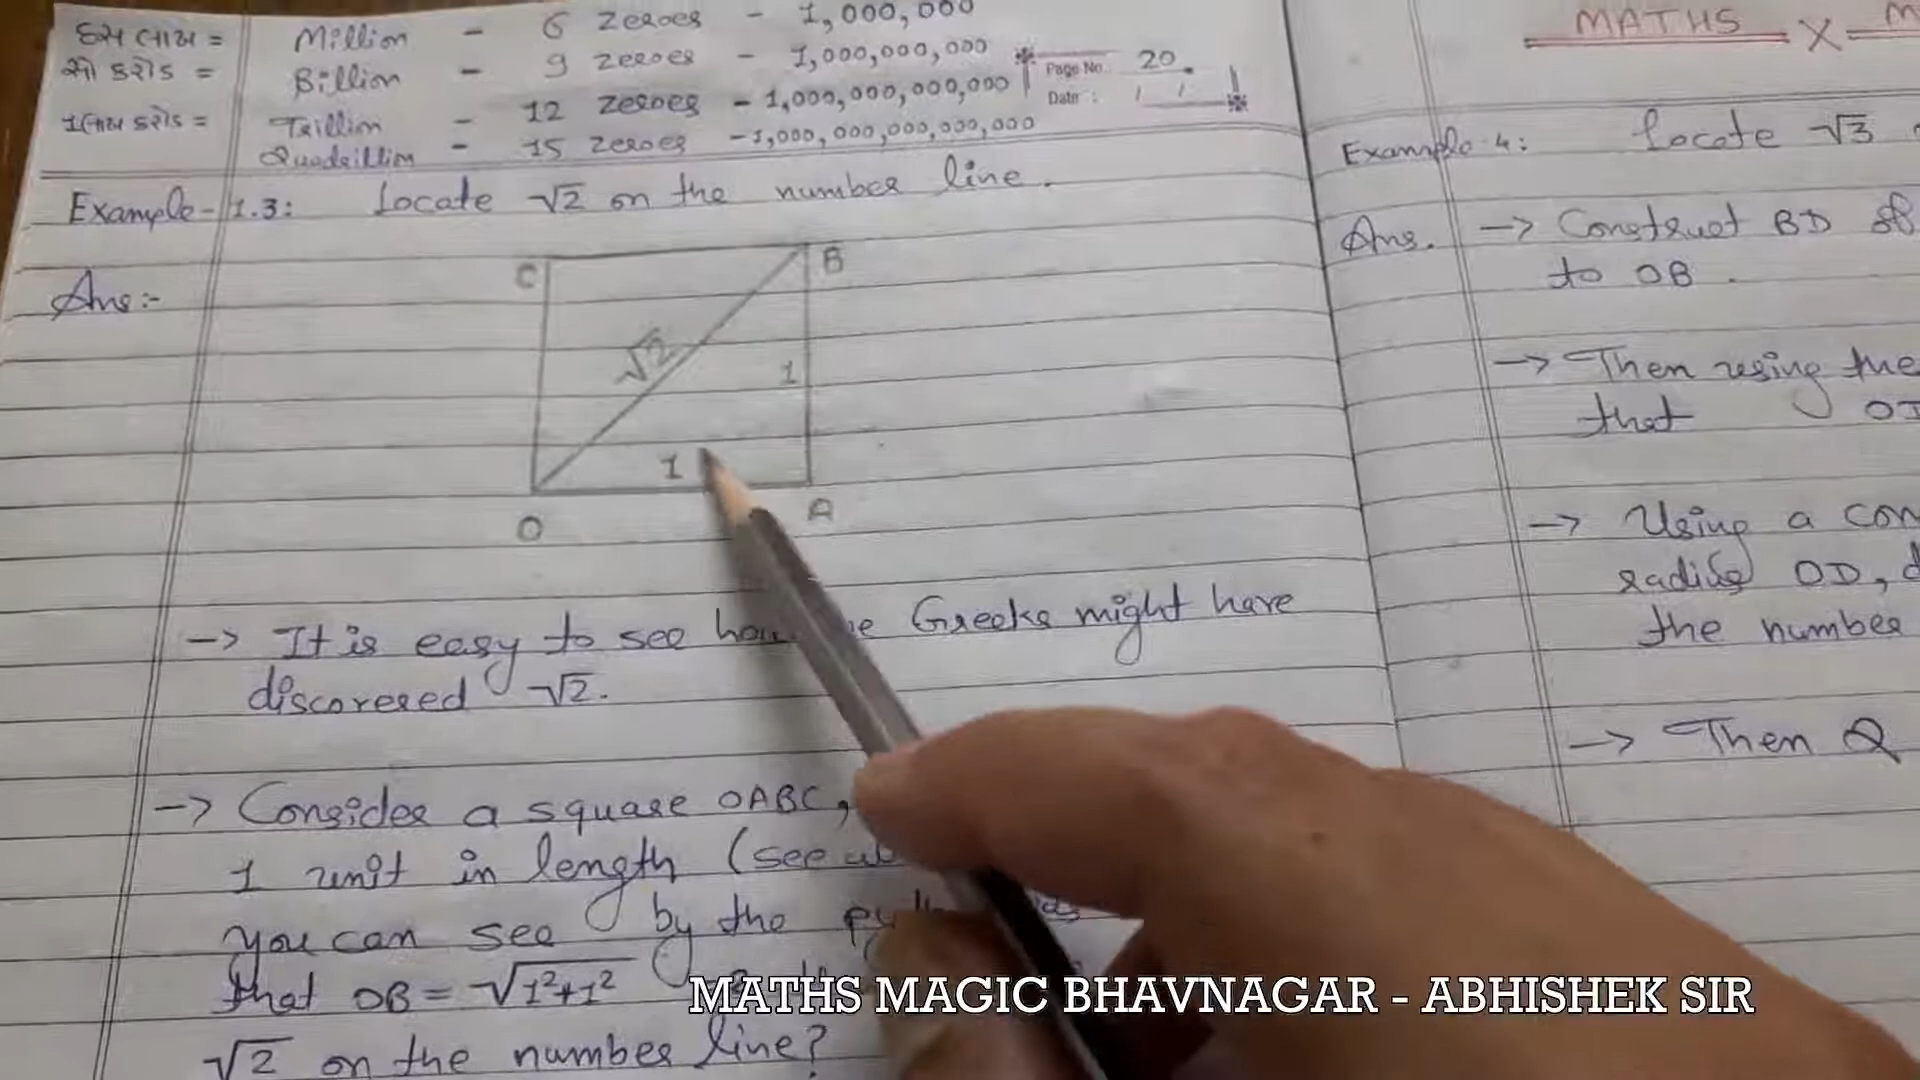 દસ લાખ = Million - 6 zeroes - 1,000,000
સો કરોડ = Billion - 9 zeroes - 1,000,000,000
1લાખ કરોડ = Trillion - 12 zeroes - 1,000,000,000,000
Quadrillion - 15 zeroes - 1,000,000,000,000,000
Page No. 20.
Date : / /
Example-1.3: Locate √2 on the number line.
Ans:-
C B
√2 1
1
O A
-> It is easy to see Greeks might have
discovered √2.
-> Consider a square OABC,
1 unit in length (see
you can see by the
that OB = √1²+1²
√2 on the number line?
MATHS X
Example-4: Locate √3
Ans. -> Construct BD of
to OB.
-> Then using the
that
-> Using a
radius OD,
the number
-> Then Q
MATHS MAGIC BHAVNAGAR - ABHISHEK SIR